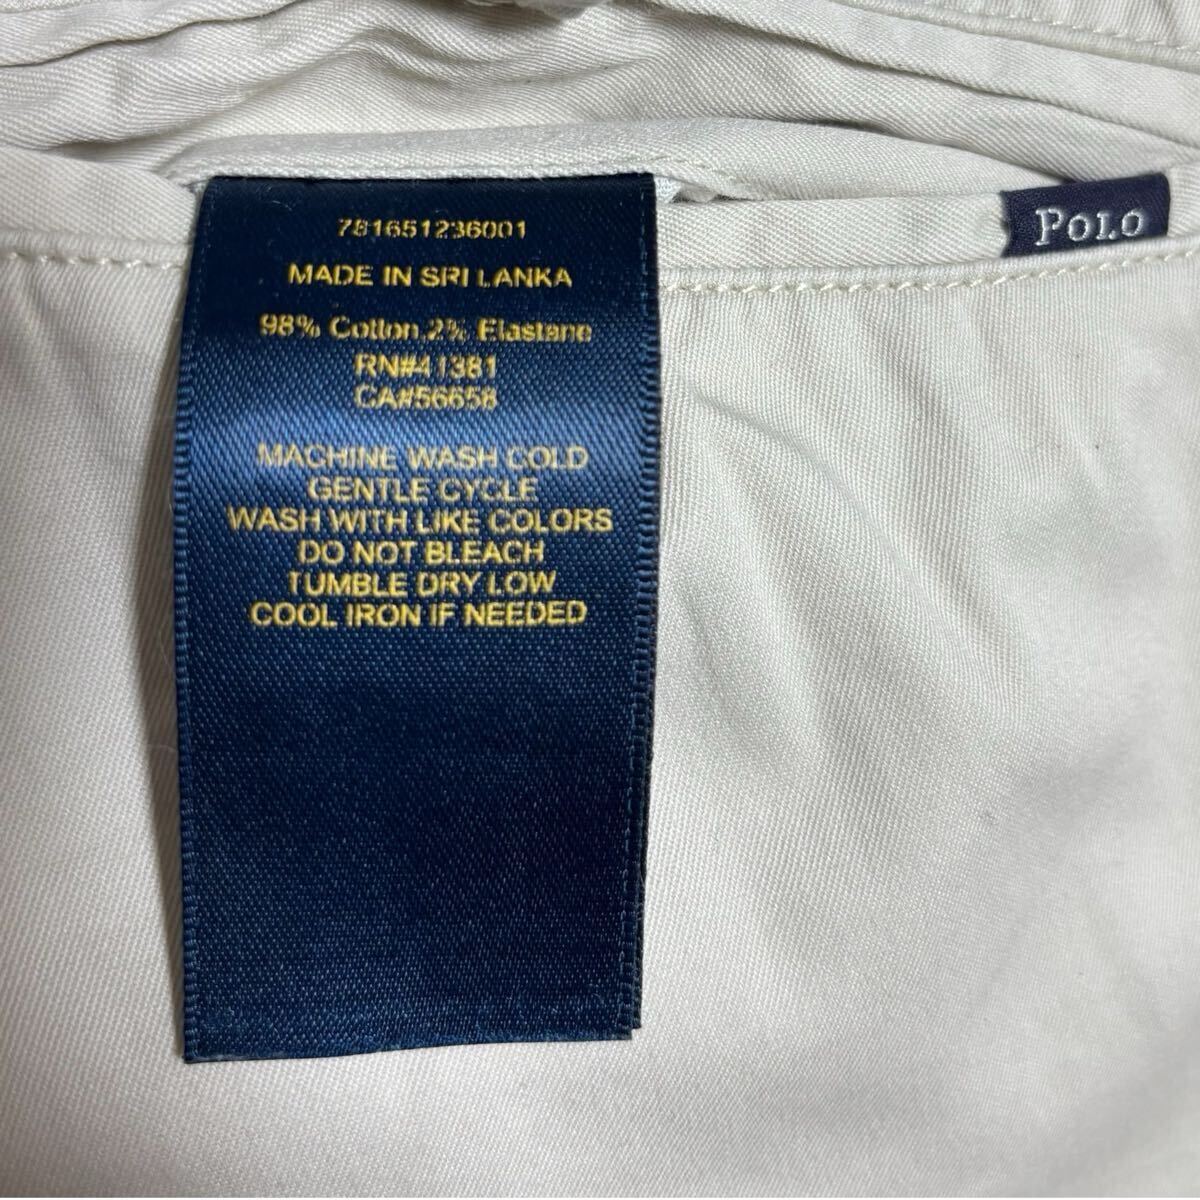 781651236001
MADE IN SRI LANKA
98% Cotton,2% Elastane
RN#41381
CA#56658
MACHINE WASH COLD
GENTLE CYCLE
WASH WITH LIKE COLORS
DO NOT BLEACH
TUMBLE DRY LOW
COOL IRON IF NEEDED
POLO